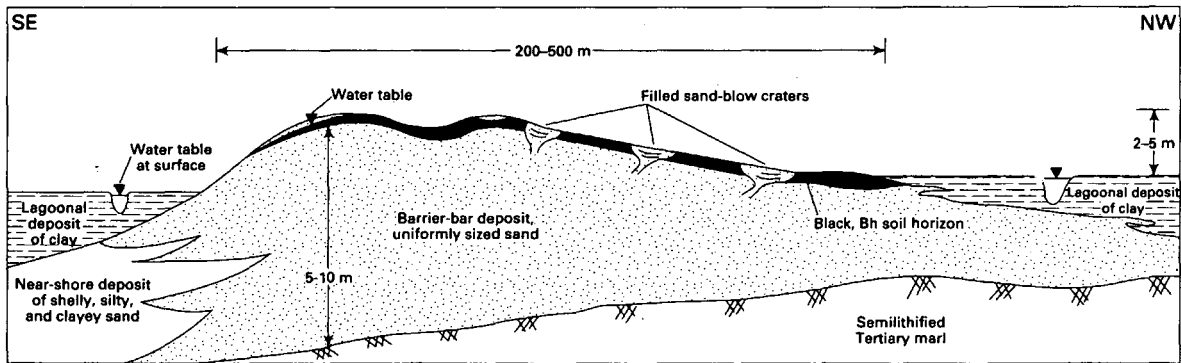 SE
NW
200–500 m
Water table
Filled sand-blow craters
Water table
at surface
2–5 m
Lagoonal
deposit
of clay
Lagoonal deposit
of clay
Barrier-bar deposit,
uniformly sized sand
Black, Bh soil horizon
5-10 m
Near-shore deposit
of shelly, silty,
and clayey sand
Semilithified
Tertiary marl